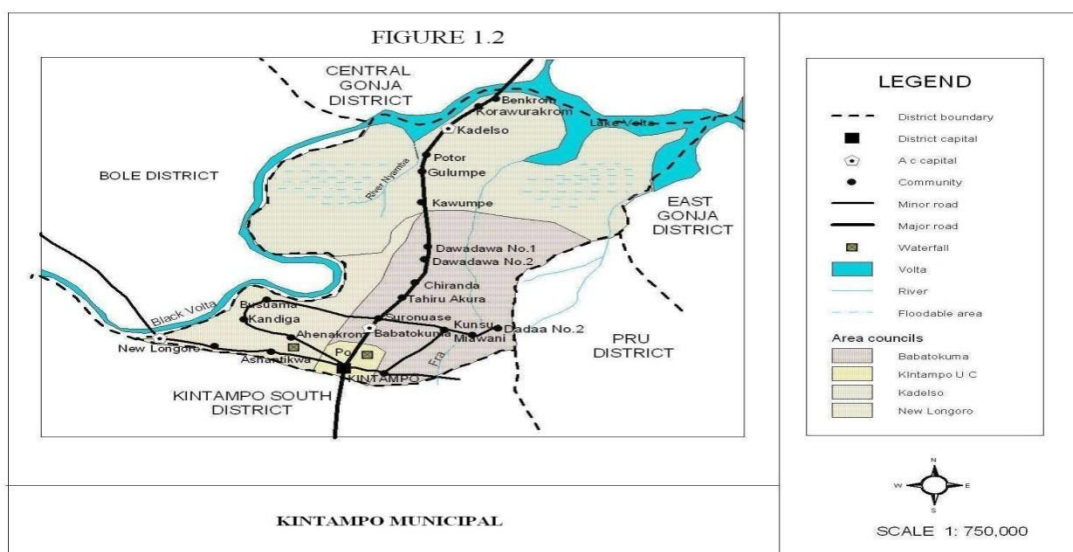 FIGURE 1.2
CENTRAL
GONJA
DISTRICT
Benkrom
Korawurakrom
Lake Volta
Kadelso
Potor
Gulumpe
River Nyamba
BOLE DISTRICT
Kawumpe
EAST
GONJA
DISTRICT
Dawadawa No.1
Dawadawa No.2
Chiranda
Tahiru Akura
Black Volta
Busuama
Kandiga
Suronuase
Kunsu
Dadaa No.2
Ahenakrom
Babatokuma
Miawani
PRU
DISTRICT
New Longoro
Ashantikwa
Po
Fra
KINTAMPO
KINTAMPO SOUTH
DISTRICT
LEGEND
District boundary
District capital
A c capital
Community
Minor road
Major road
Waterfall
Volta
River
Floodable area
Area councils
Babatokuma
Kintampo U C
Kadelso
New Longoro
N
W E
S
SCALE 1: 750,000
KINTAMPO MUNICIPAL